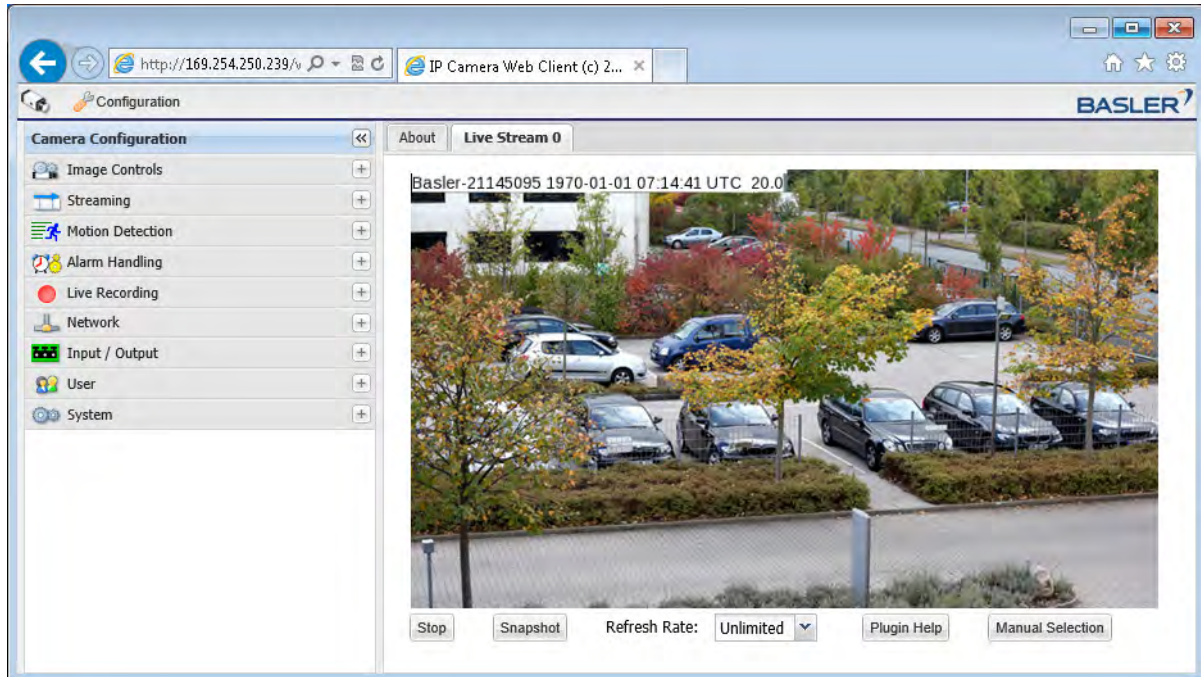 http://169.254.250.239/v
IP Camera Web Client (c) 2...
Configuration
BASLER
Camera Configuration
About
Live Stream 0
Image Controls
Streaming
Motion Detection
Alarm Handling
Live Recording
Network
Input / Output
User
System
Basler-21145095 1970-01-01 07:14:41 UTC 20.0
Stop
Snapshot
Refresh Rate:
Unlimited
Plugin Help
Manual Selection